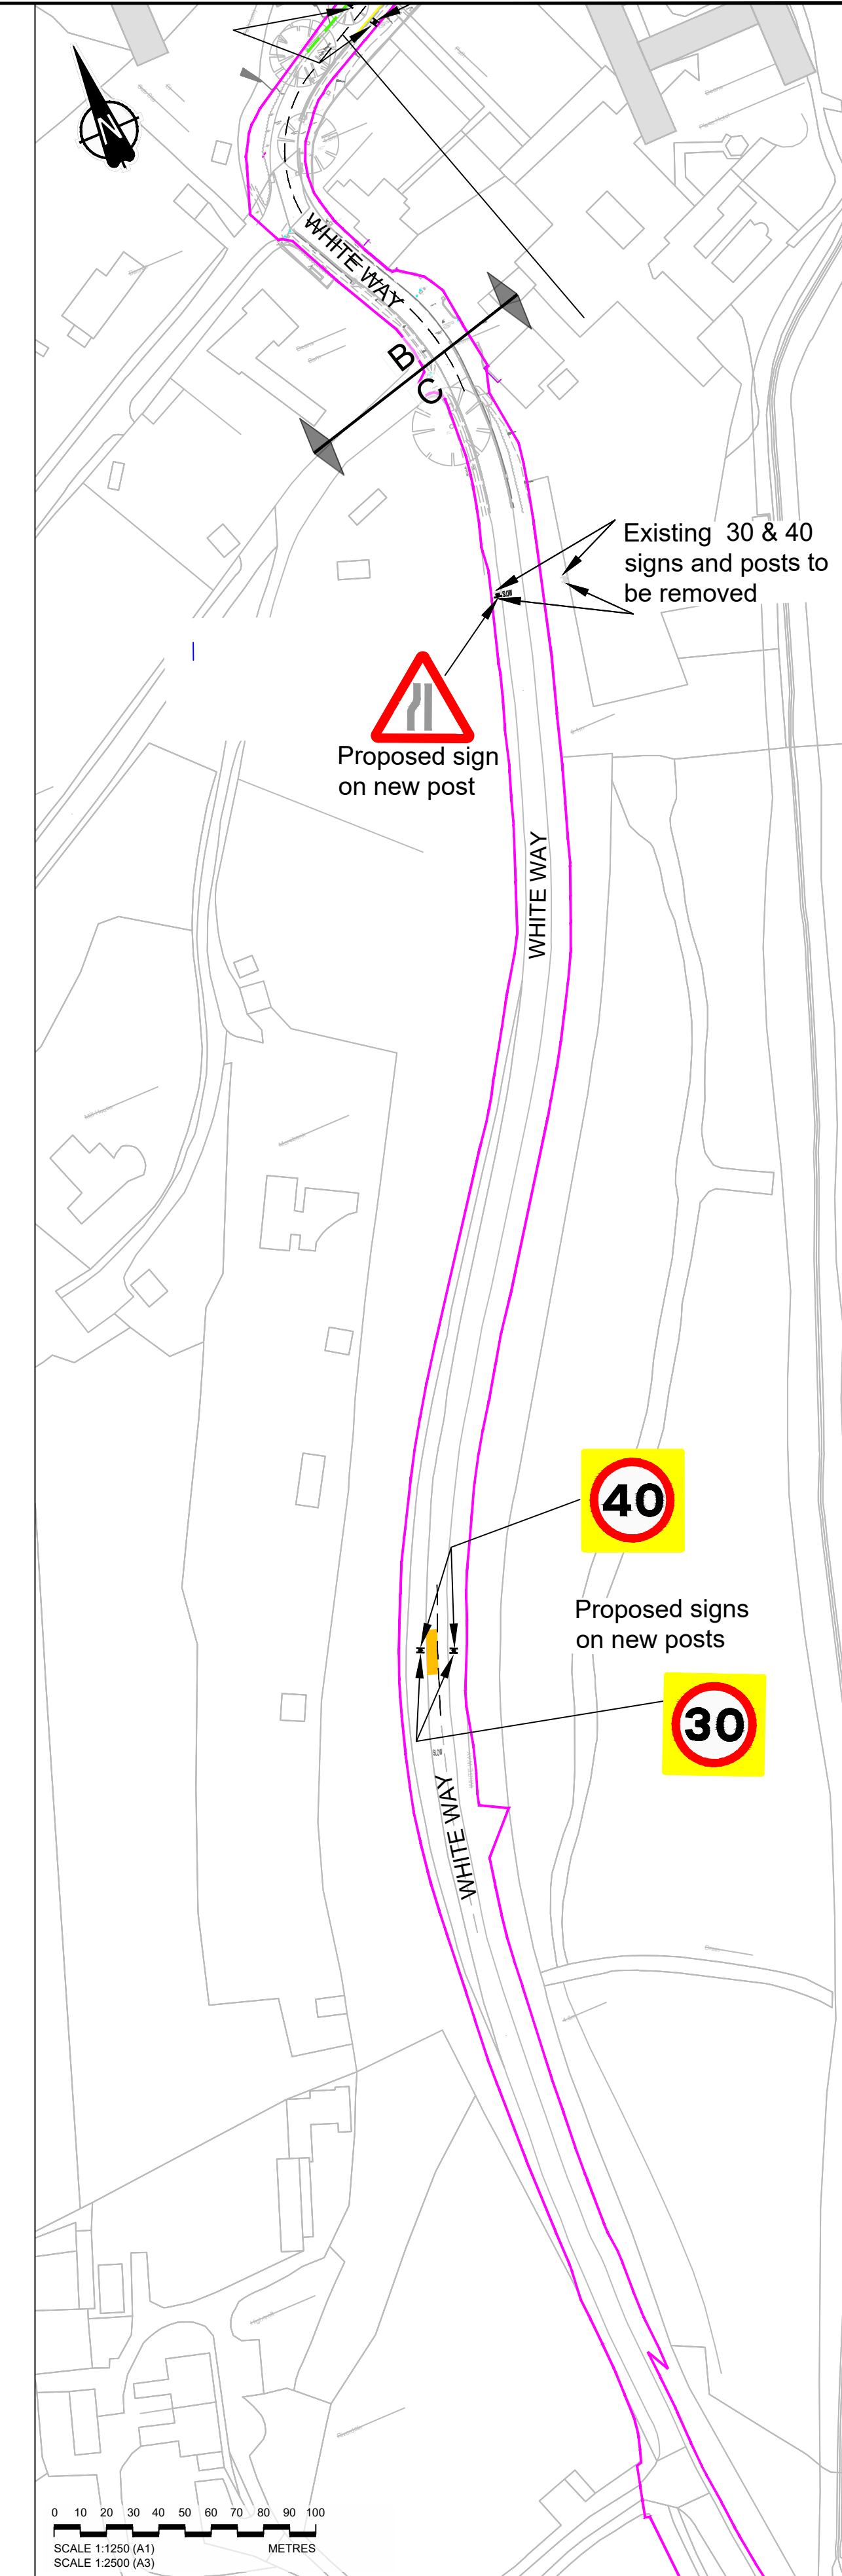 N
WHITE WAY
B
C
Existing 30 & 40
signs and posts to
be removed
SLOW
Proposed sign
on new post
WHITE WAY
40
Proposed signs
on new posts
30
SLOW
WHITE WAY
0 10 20 30 40 50 60 70 80 90 100
SCALE 1:1250 (A1) METRES
SCALE 1:2500 (A3)